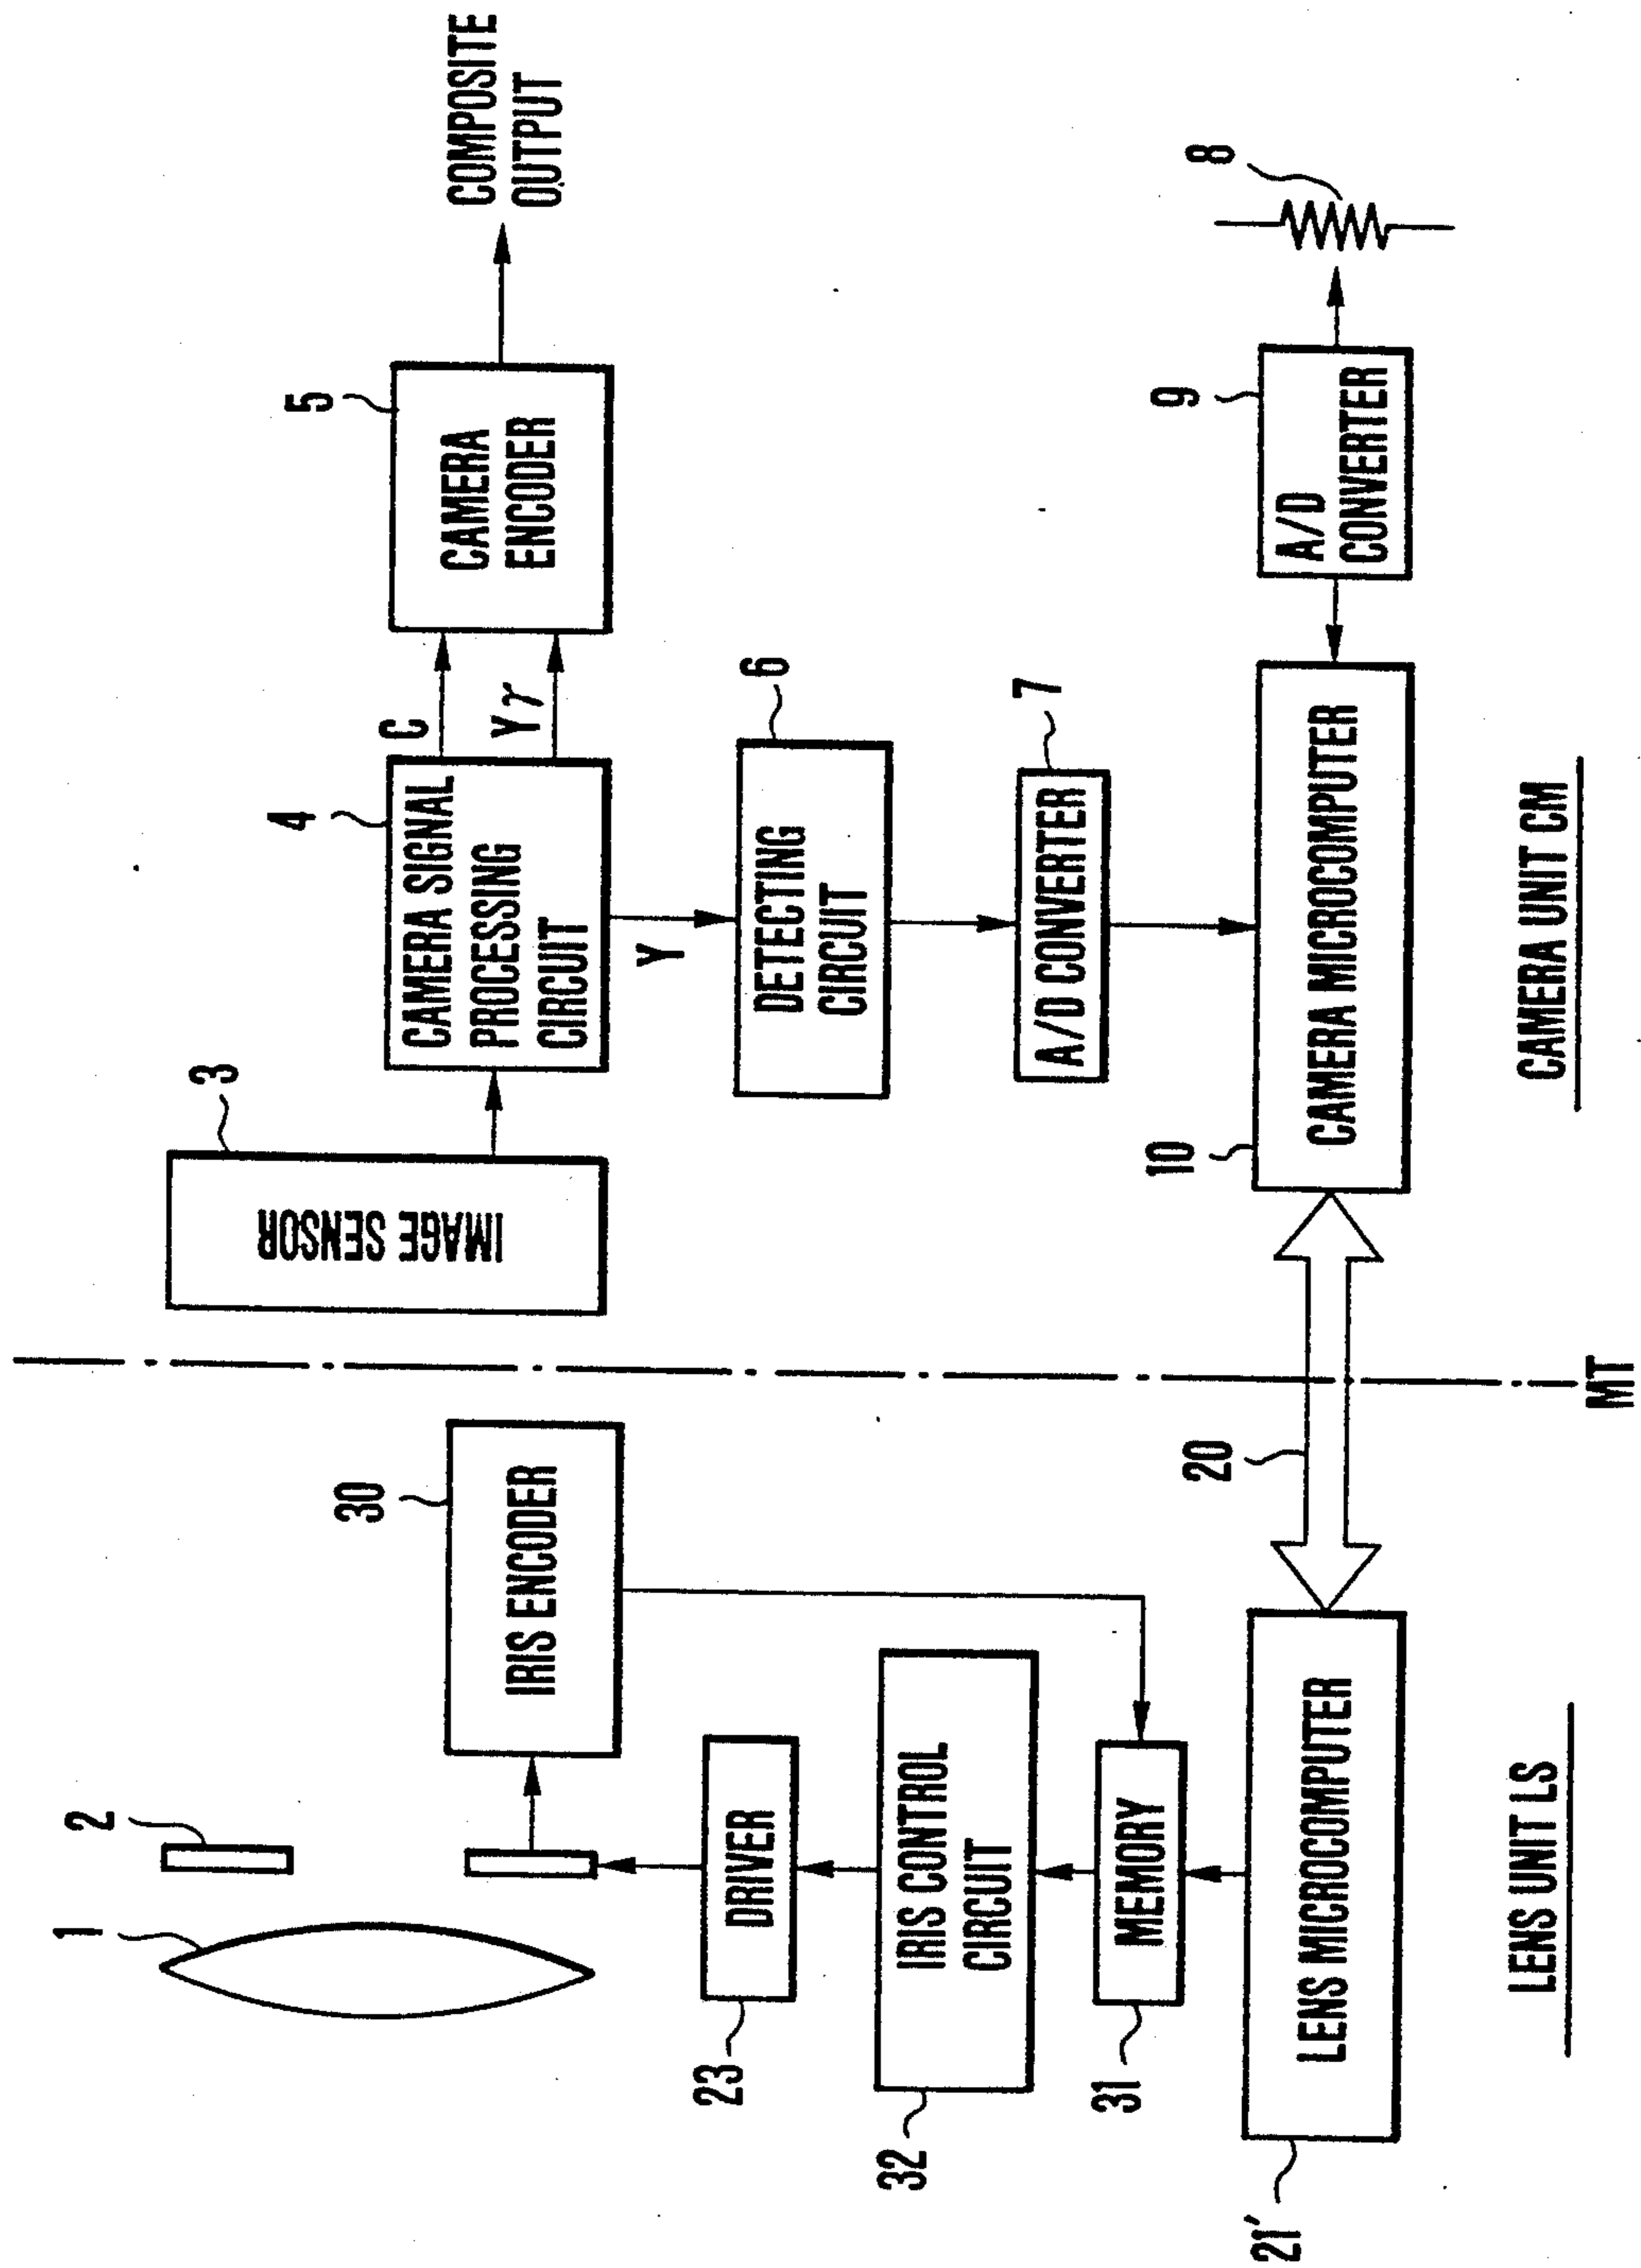 1
2
30
IRIS ENCODER
23
DRIVER
32
IRIS CONTROL
CIRCUIT
31
MEMORY
21′
LENS MICROCOMPUTER
LENS UNIT LS
20
MT
3
IMAGE SENSOR
4
CAMERA SIGNAL
PROCESSING
CIRCUIT
C
Yγ
5
CAMERA
ENCODER
COMPOSITE
OUTPUT
Y
6
DETECTING
CIRCUIT
7
A/D CONVERTER
10
CAMERA MICROCOMPUTER
9
A/D
CONVERTER
8
CAMERA UNIT CM